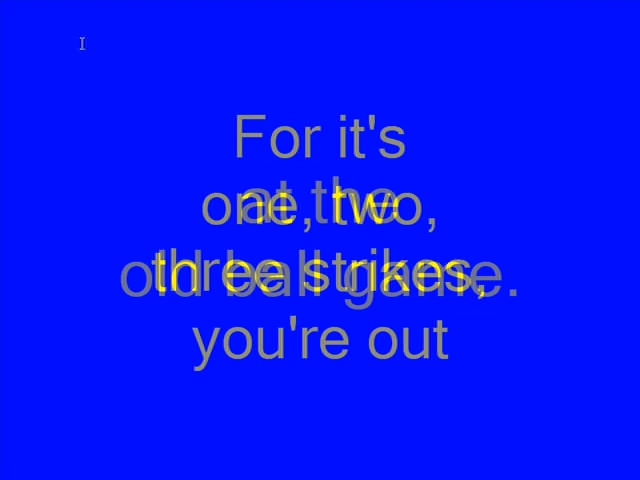 For it's
one, two,
at the
three strikes,
old ball game.
you're out